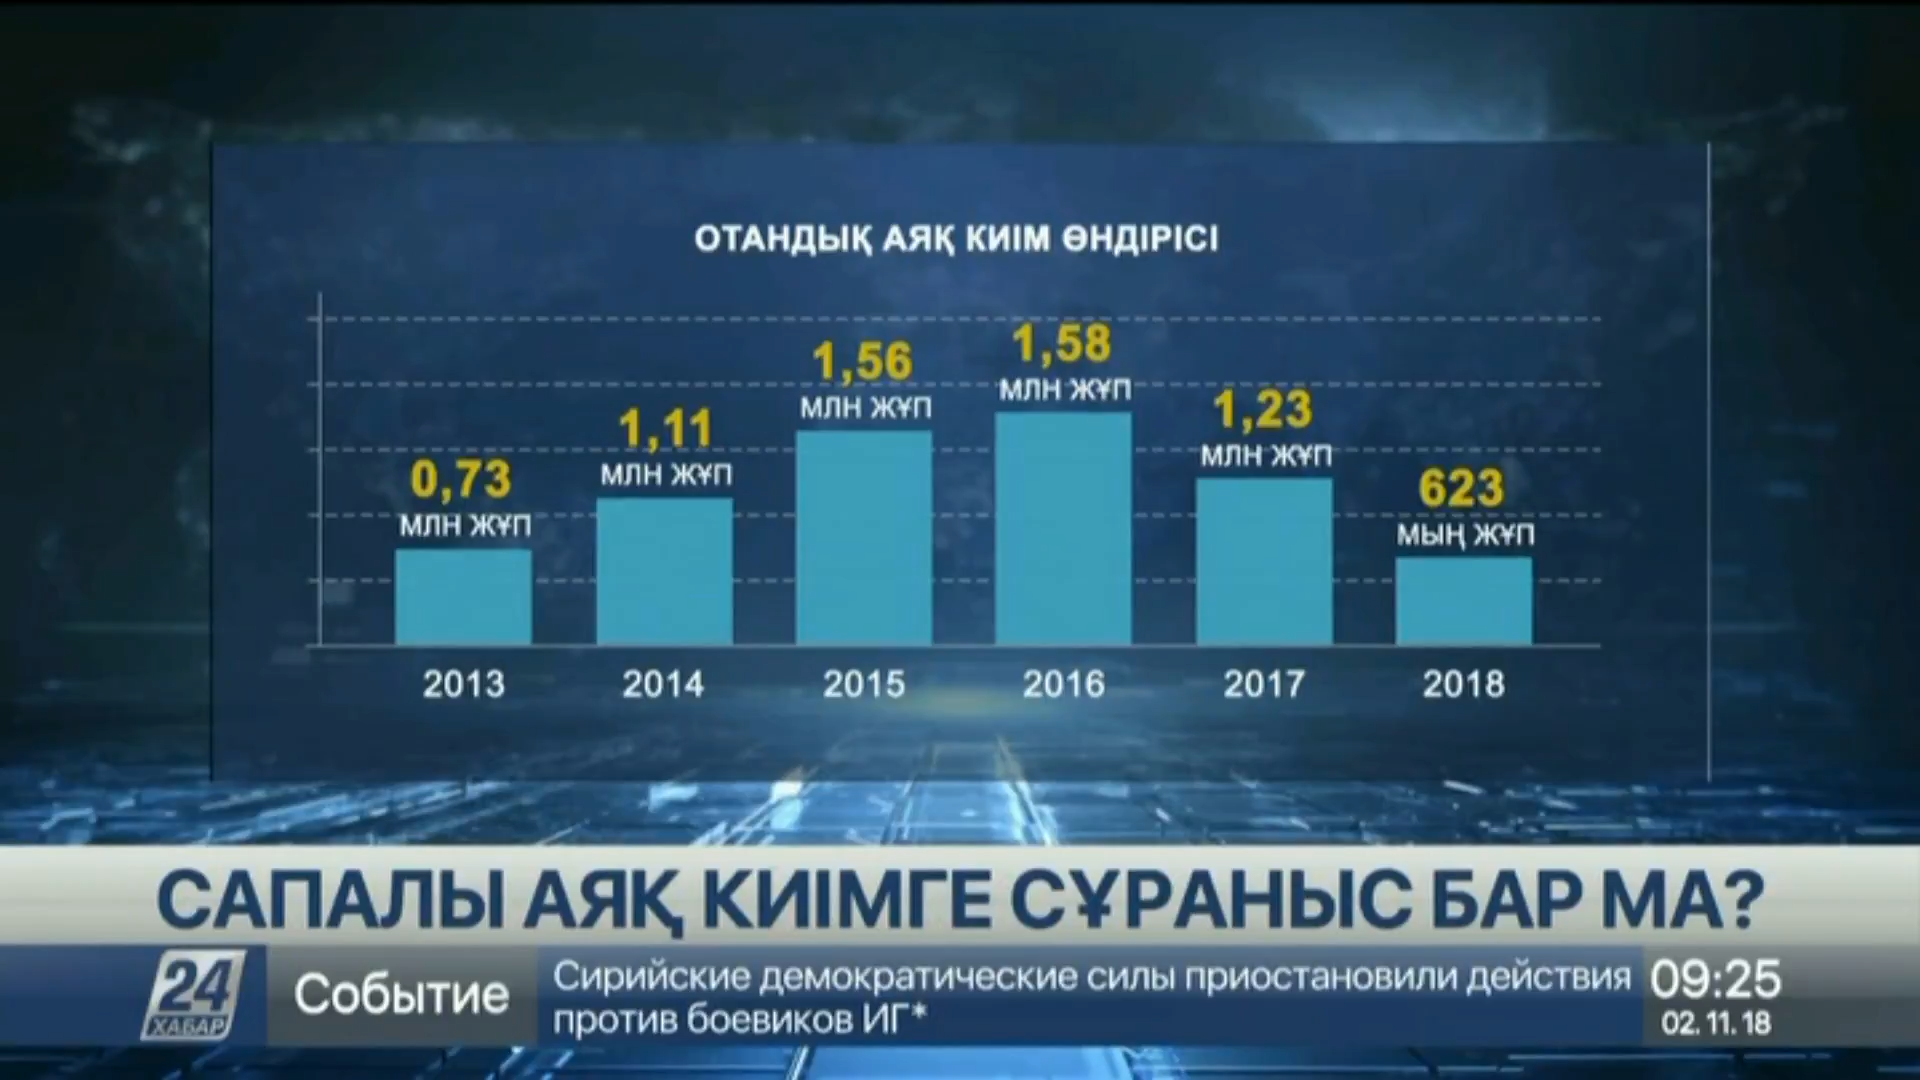 ОТАНДЫҚ АЯҚ КИІМ ӨНДІРІСІ
0,73
МЛН ЖҰП
1,11
МЛН ЖҰП
1,56
МЛН ЖҰП
1,58
МЛН ЖҰП
1,23
МЛН ЖҰП
623
МЫҢ ЖҰП
2013 2014 2015 2016 2017 2018
САПАЛЫ АЯҚ КИІМГЕ СҰРАНЫС БАР МА?
24
ХАБАР
Событие
Сирийские демократические силы приостановили действия
против боевиков ИГ*
09:25
02.11.18